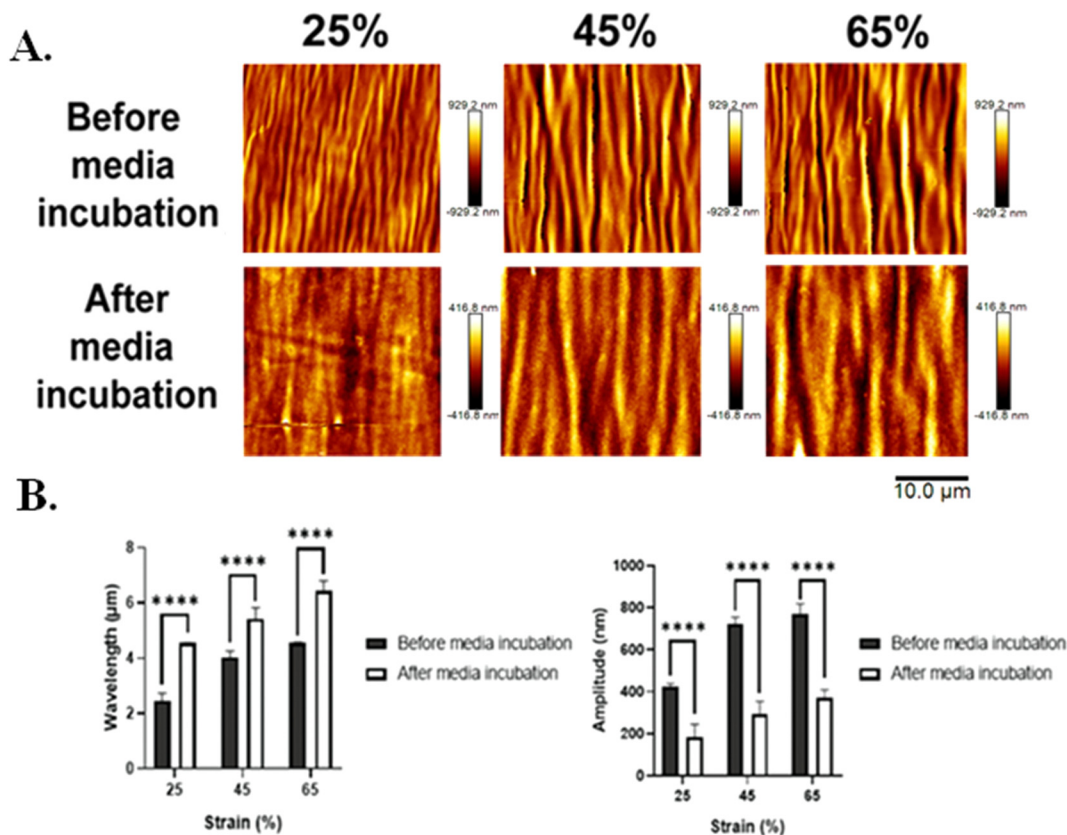 A.
25%
45%
65%
Before
media
incubation
929.2 nm
-929.2 nm
929.2 nm
-929.2 nm
929.2 nm
-929.2 nm
After
media
incubation
416.8 nm
-416.8 nm
416.8 nm
-416.8 nm
416.8 nm
-416.8 nm
10.0 µm
B.
Wavelength (µm)
8
6
4
2
0
****
****
****
25
45
65
Strain (%)
Before media incubation
After media incubation
Amplitude (nm)
1000
800
600
400
200
0
****
****
****
25
45
65
Strain (%)
Before media incubation
After media incubation